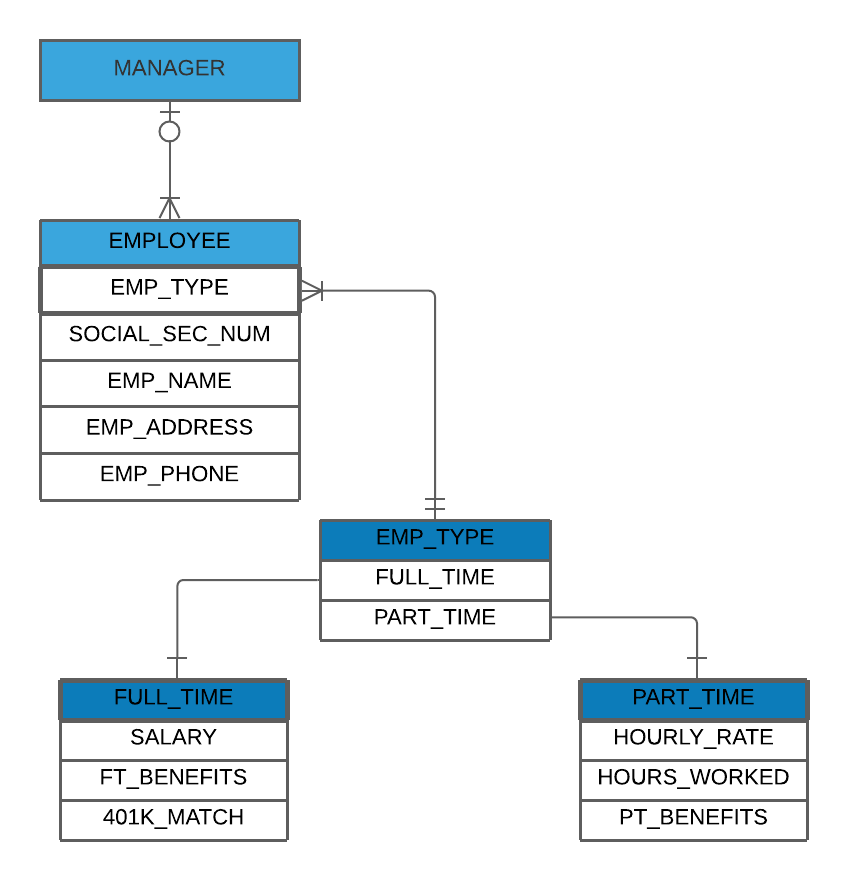 MANAGER
EMPLOYEE
EMP_TYPE
SOCIAL_SEC_NUM
EMP_NAME
EMP_ADDRESS
EMP_PHONE
EMP_TYPE
FULL_TIME
PART_TIME
FULL_TIME
SALARY
FT_BENEFITS
401K_MATCH
PART_TIME
HOURLY_RATE
HOURS_WORKED
PT_BENEFITS